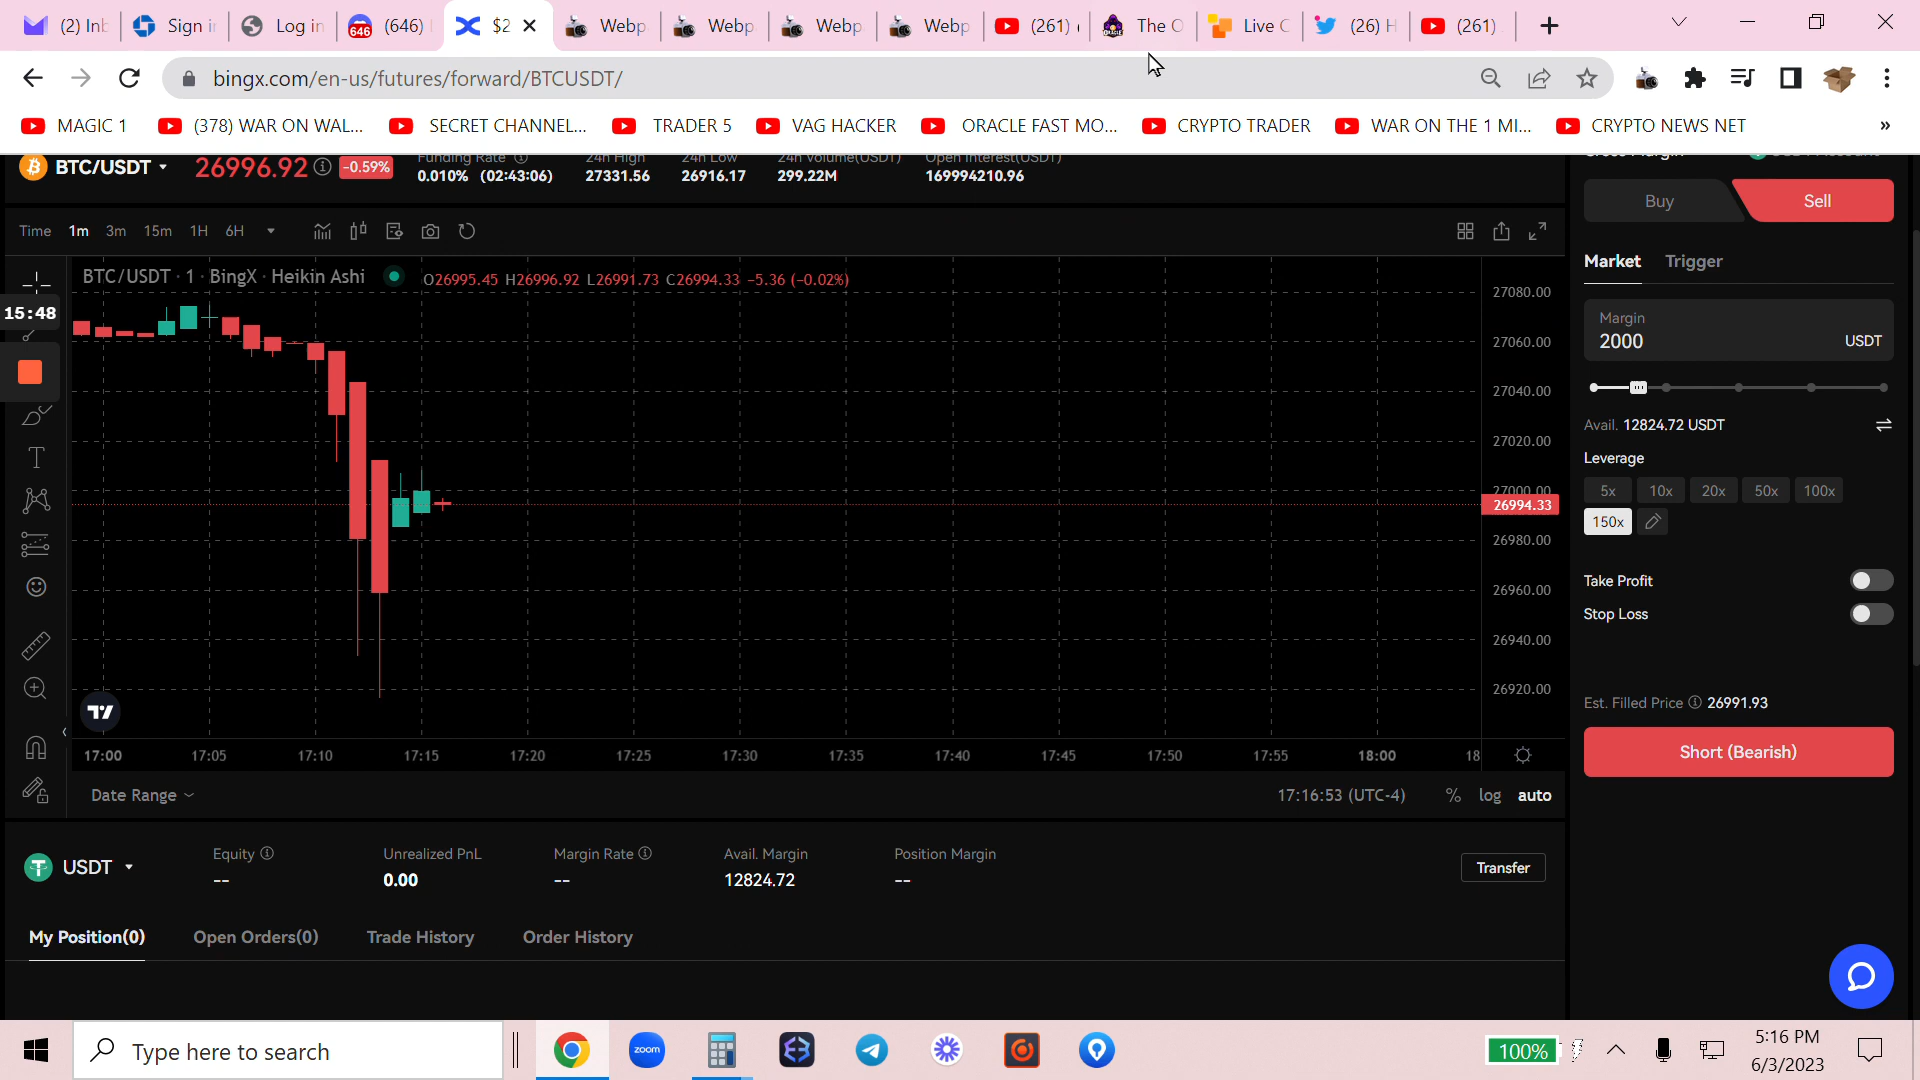 (2) Inb
Sign in
Log in
646
(646)
$2
Webp
Webp
Webp
Webp
(261)
ORACLE
The O
Live C
(26) H
(261)
bingx.com/en-us/futures/forward/BTCUSDT/
MAGIC 1
(378) WAR ON WAL...
SECRET CHANNEL...
TRADER 5
VAG HACKER
ORACLE FAST MO...
CRYPTO TRADER
WAR ON THE 1 MI...
CRYPTO NEWS NET
»
BTC/USDT
26996.92
-0.59%
Funding Rate
0.010% (02:43:06)
24h High
27331.56
24h Low
26916.17
24h Volume(USDT)
299.22M
Open Interest(USDT)
169994210.96
Cross Margin
Buy
Sell
Time 1m 3m 15m 1H 6H
BTC/USDT · 1 · BingX · Heikin Ashi
O26995.45 H26996.92 L26991.73 C26994.33 -5.36 (-0.02%)
15:48
27080.00
27060.00
27040.00
27020.00
27000.00
26994.33
26980.00
26960.00
26940.00
26920.00
17:00 17:05 17:10 17:15 17:20 17:25 17:30 17:35 17:40 17:45 17:50 17:55 18:00 18
Date Range
17:16:53 (UTC-4)
% log auto
Market
Trigger
Margin
2000
USDT
Avail. 12824.72 USDT
Leverage
5x 10x 20x 50x 100x
150x
Take Profit
Stop Loss
Est. Filled Price 26991.93
Short (Bearish)
USDT
Equity
--
Unrealized PnL
0.00
Margin Rate
--
Avail. Margin
12824.72
Position Margin
--
Transfer
My Position(0)
Open Orders(0)
Trade History
Order History
Type here to search
zoom
100%
5:16 PM
6/3/2023